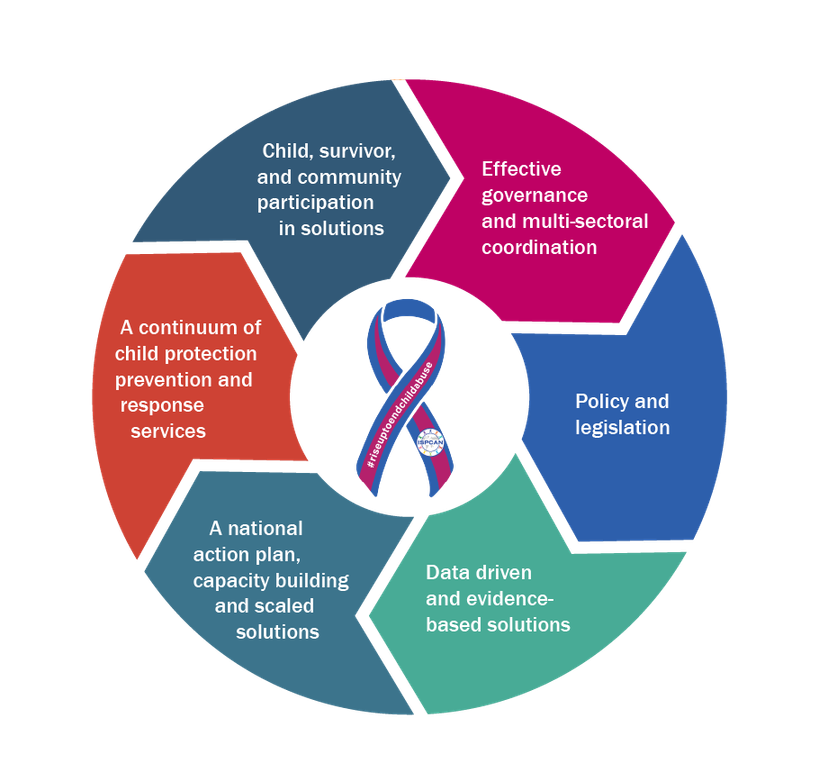 Child, survivor,
and community
participation
in solutions
Effective
governance
and multi-sectoral
coordination
A continuum of
child protection
prevention and
response
services
#riseuptoendchildabuse
ISPCAN
Policy and
legislation
A national
action plan,
capacity building
and scaled
solutions
Data driven
and evidence-
based solutions